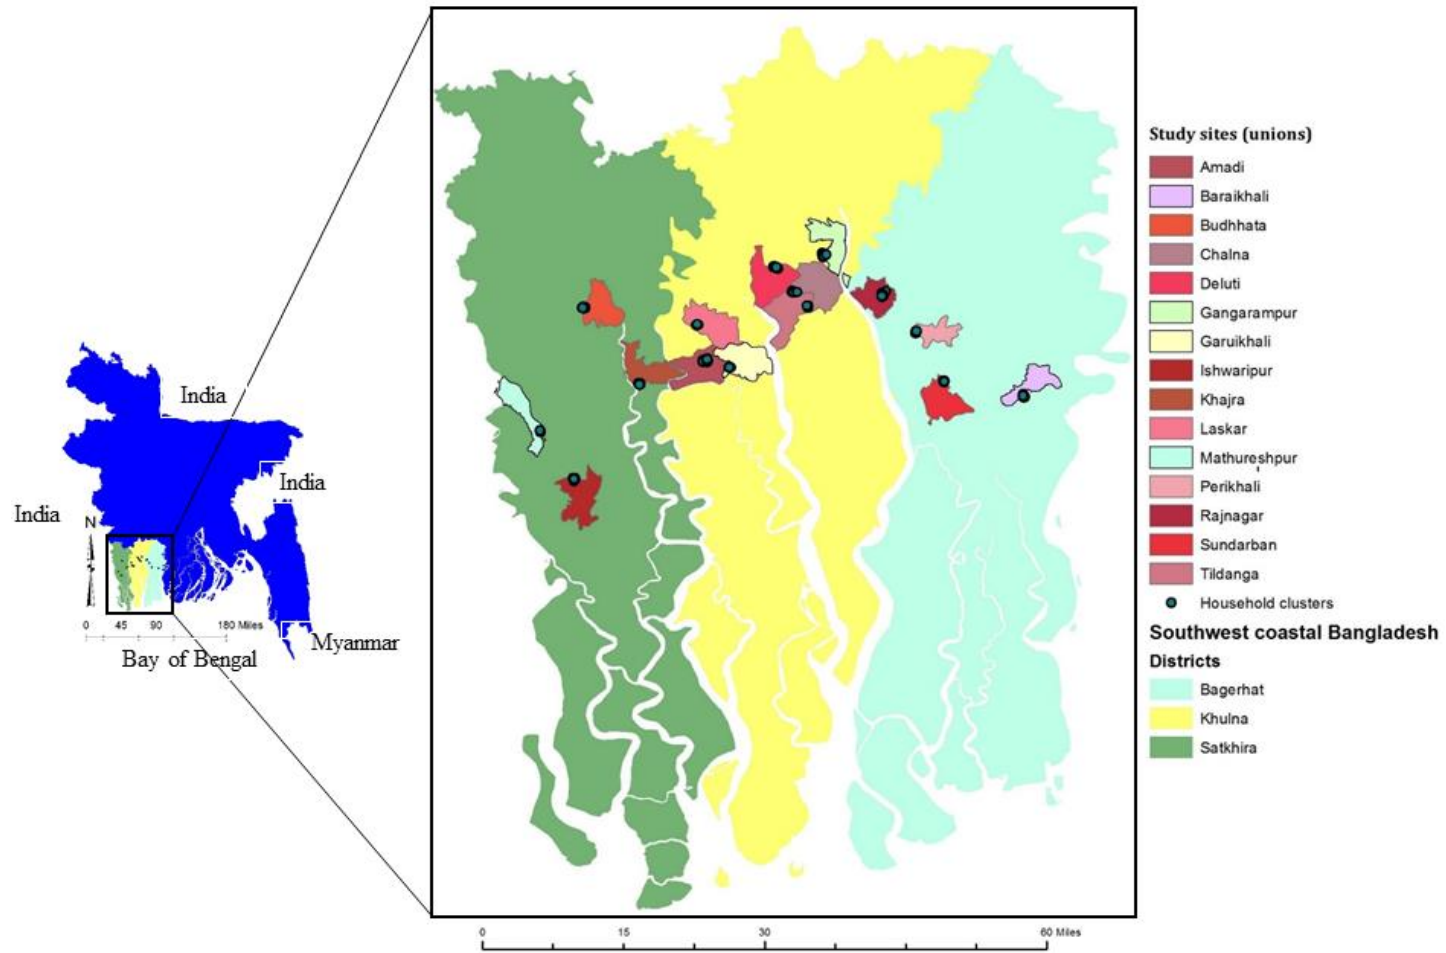 India
India
India
N
0 45 90 180 Miles
Myanmar
Bay of Bengal
Study sites (unions)
Amadi
Baraikhali
Budhhata
Chalna
Deluti
Gangarampur
Garuikhali
Ishwaripur
Khajra
Laskar
Mathureshpur
Perikhali
Rajnagar
Sundarban
Tildanga
Household clusters
Southwest coastal Bangladesh
Districts
Bagerhat
Khulna
Satkhira
0 15 30 60 Miles